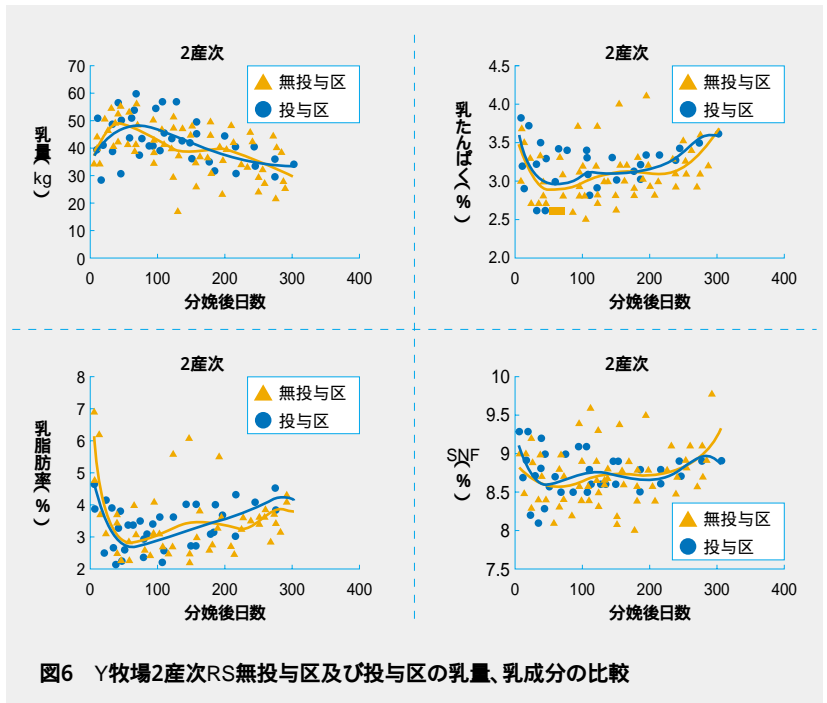 2産次
乳量(kg)
70
60
50
40
30
20
10
0
0 100 200 300 400
分娩後日数
無投与区
投与区
2産次
乳たんぱく(%)
4.5
4.0
3.5
3.0
2.5
2.0
0 100 200 300 400
分娩後日数
無投与区
投与区
2産次
乳脂肪率(%)
8
7
6
5
4
3
2
0 100 200 300 400
分娩後日数
無投与区
投与区
2産次
SNF(%)
10
9.5
9
8.5
8
7.5
0 100 200 300 400
分娩後日数
無投与区
投与区
図6 Y牧場2産次RS無投与区及び投与区の乳量、乳成分の比較